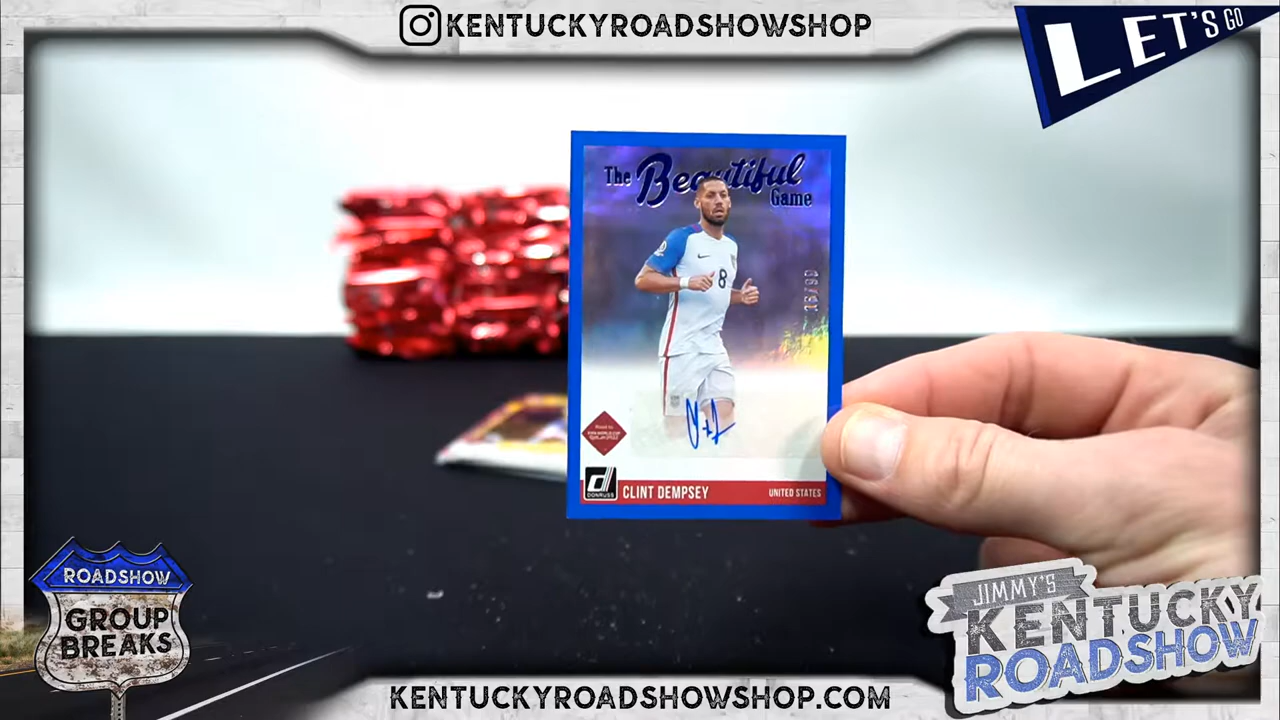 KENTUCKYROADSHOWSHOP
LET'S GO
The Beautiful
Game
8
CLINT DEMPSEY
UNITED STATES
DONRUSS
ROADSHOW
GROUP
BREAKS
JIMMY'S
KENTUCKY
ROADSHOW
KENTUCKYROADSHOWSHOP.COM